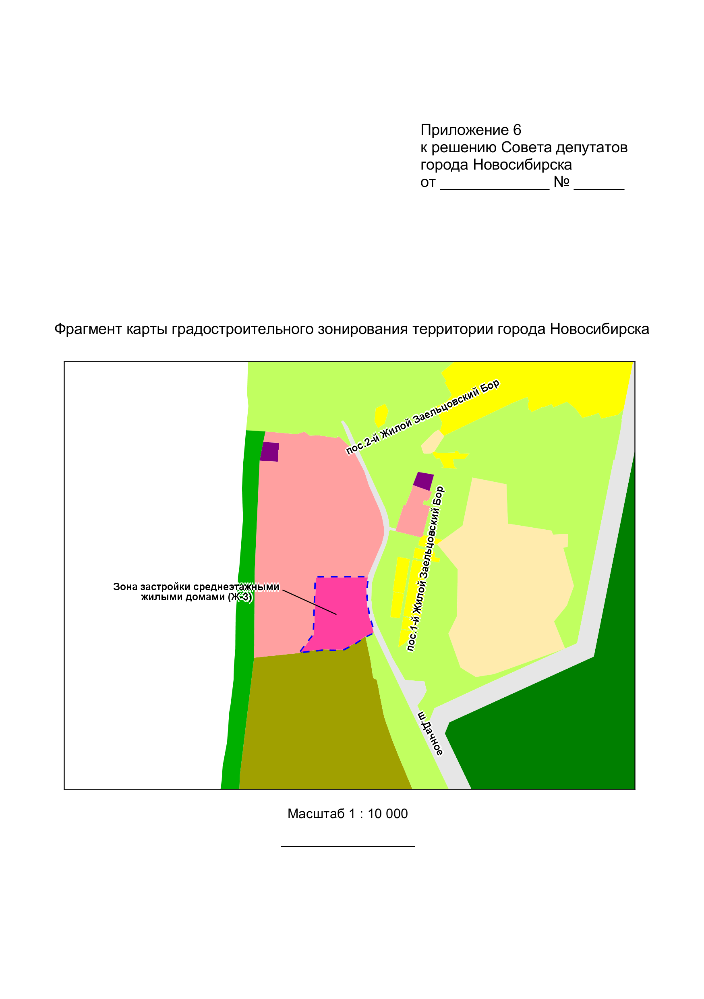 Приложение 6
к решению Совета депутатов
города Новосибирска
от _____________ № ______
Фрагмент карты градостроительного зонирования территории города Новосибирска
пос.2-й Жилой Заельцовский Бор
пос.1-й Жилой Заельцовский Бор
Зона застройки среднеэтажными
жилыми домами (Ж-3)
ш.Дачное
Масштаб 1 : 10 000